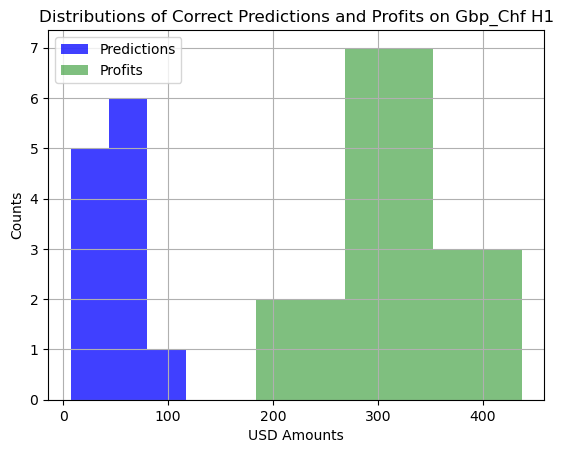 Distributions of Correct Predictions and Profits on Gbp_Chf H1
Predictions
Profits
Counts
7
6
5
4
3
2
1
0
0 100 200 300 400
USD Amounts